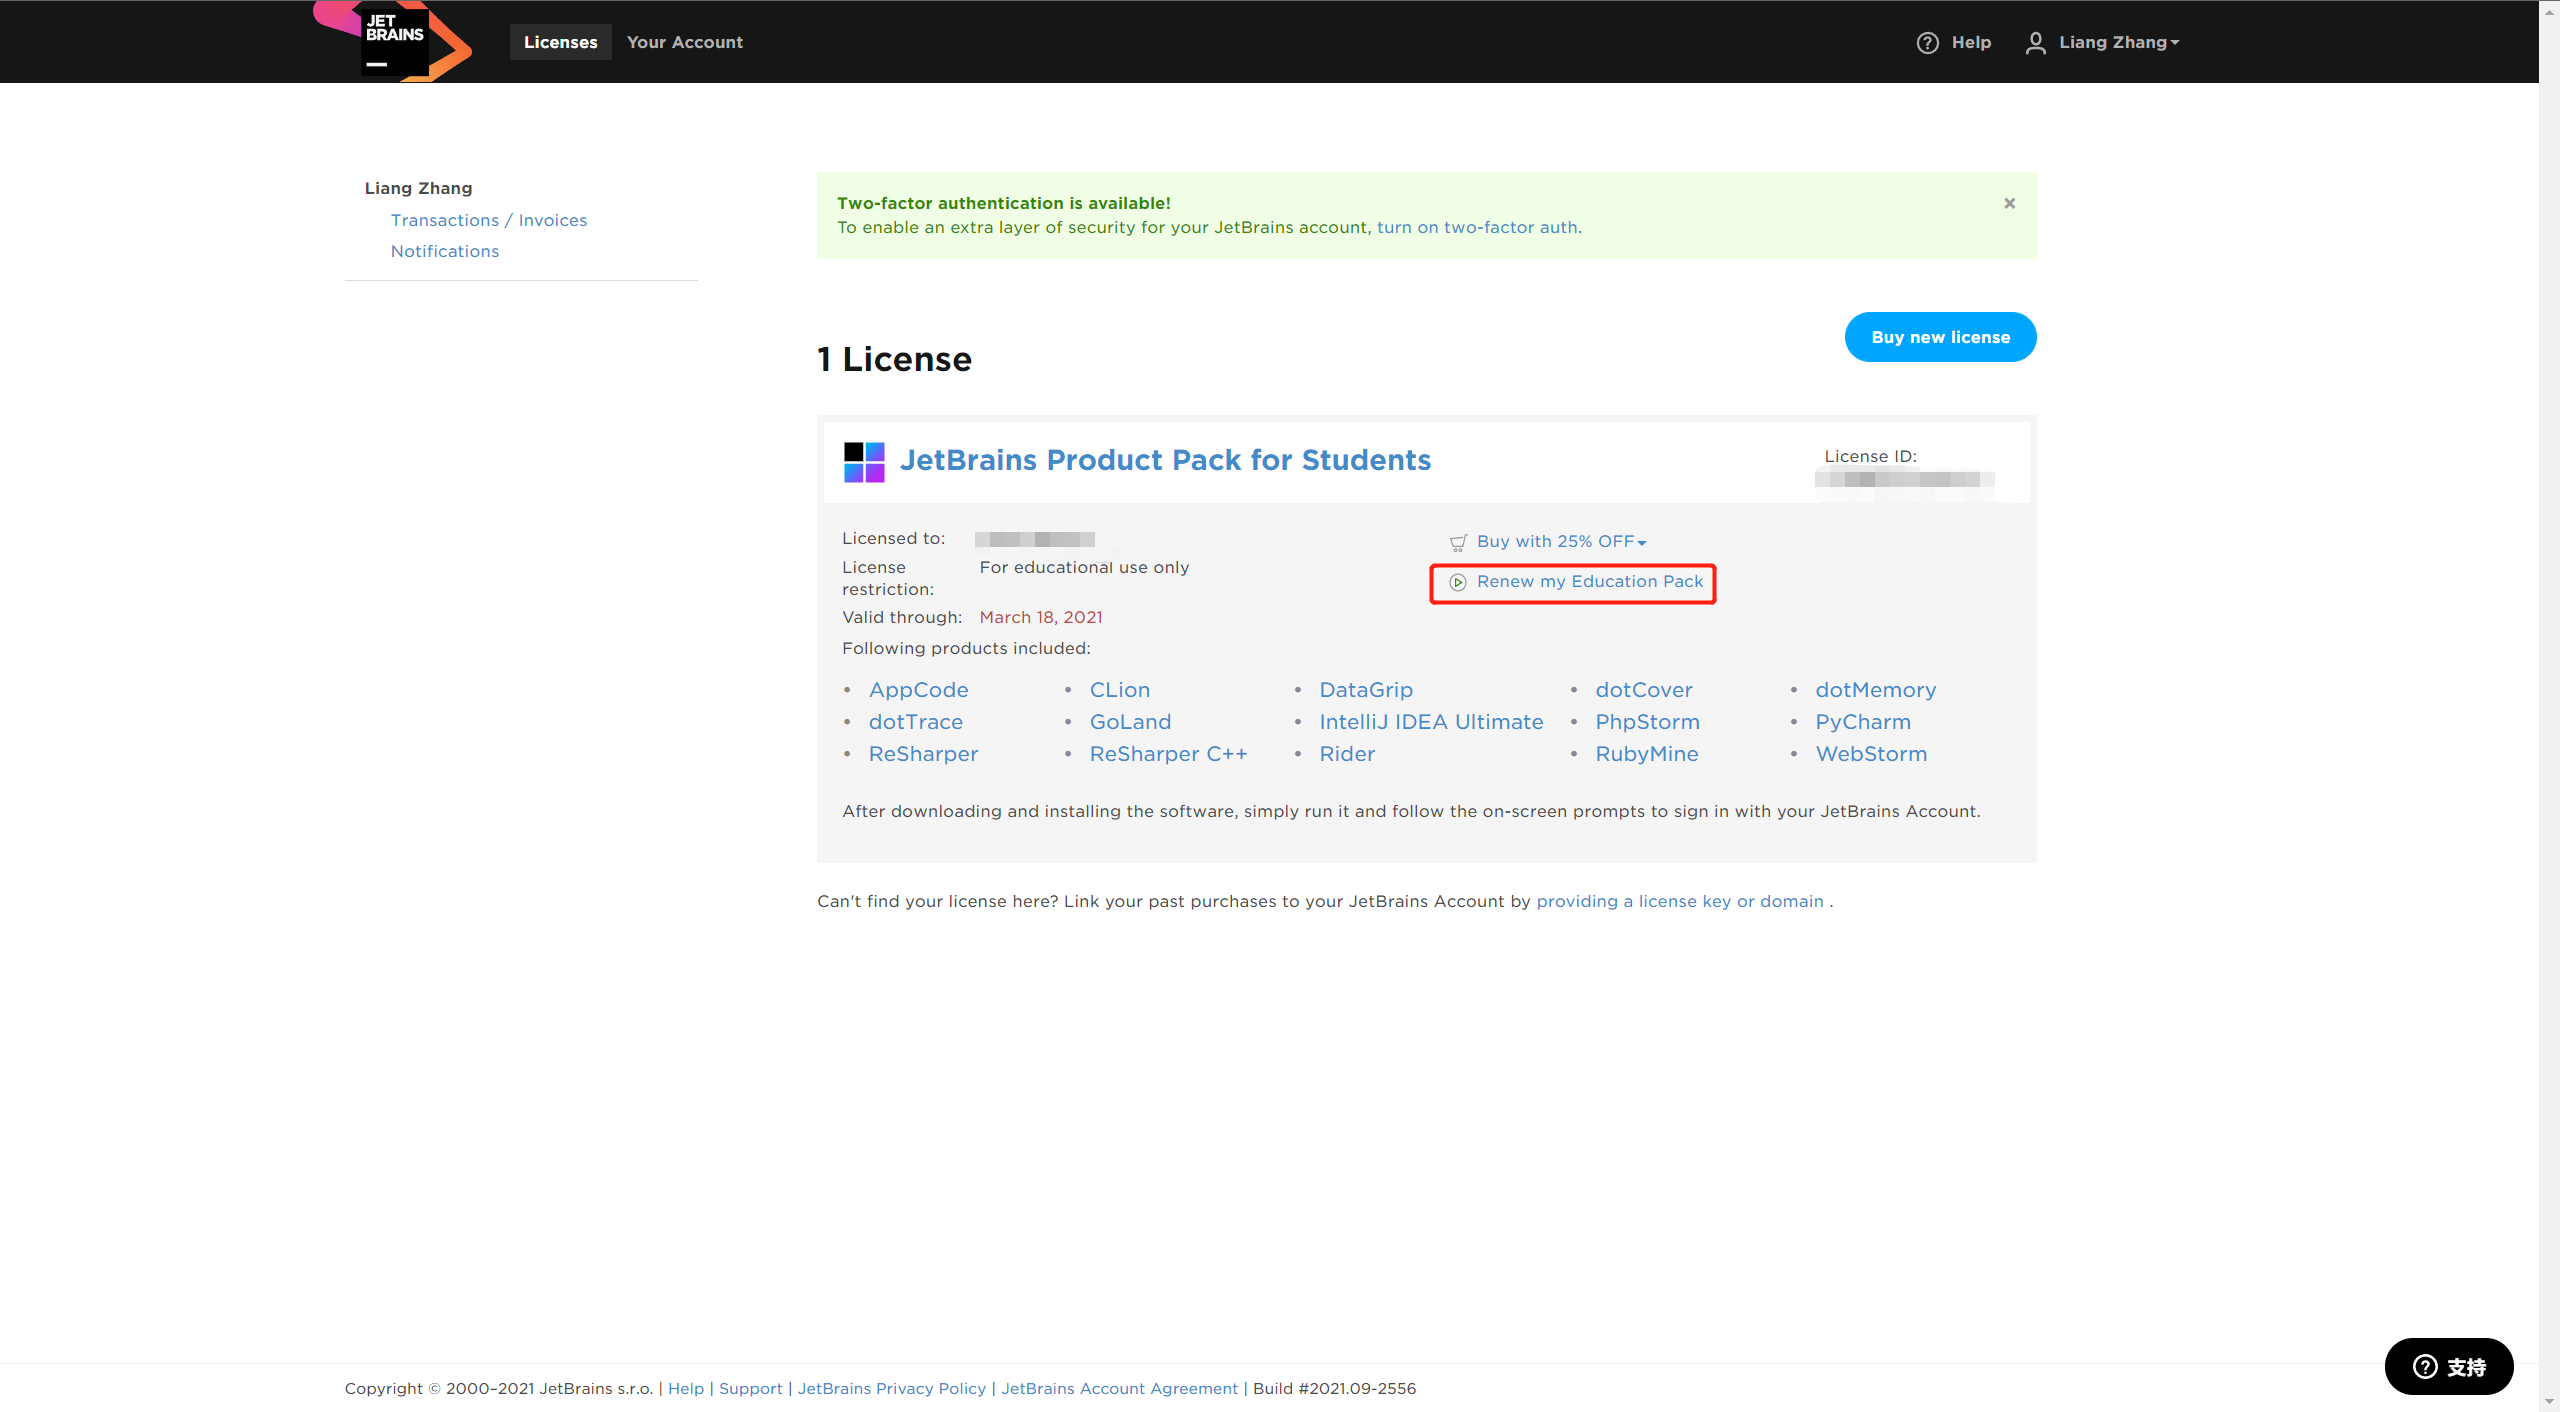 JET
BRAINS
Licenses
Your Account
Help
Liang Zhang
Liang Zhang
Transactions / Invoices
Notifications
Two-factor authentication is available!
To enable an extra layer of security for your JetBrains account, turn on two-factor auth.
1 License
Buy new license
JetBrains Product Pack for Students
License ID:
Licensed to:
License restriction: For educational use only
Valid through: March 18, 2021
Buy with 25% OFF
Renew my Education Pack
Following products included:
• AppCode • CLion • DataGrip • dotCover • dotMemory
• dotTrace • GoLand • IntelliJ IDEA Ultimate • PhpStorm • PyCharm
• ReSharper • ReSharper C++ • Rider • RubyMine • WebStorm
After downloading and installing the software, simply run it and follow the on-screen prompts to sign in with your JetBrains Account.
Can't find your license here? Link your past purchases to your JetBrains Account by providing a license key or domain .
Copyright © 2000–2021 JetBrains s.r.o. | Help | Support | JetBrains Privacy Policy | JetBrains Account Agreement | Build #2021.09-2556
支持